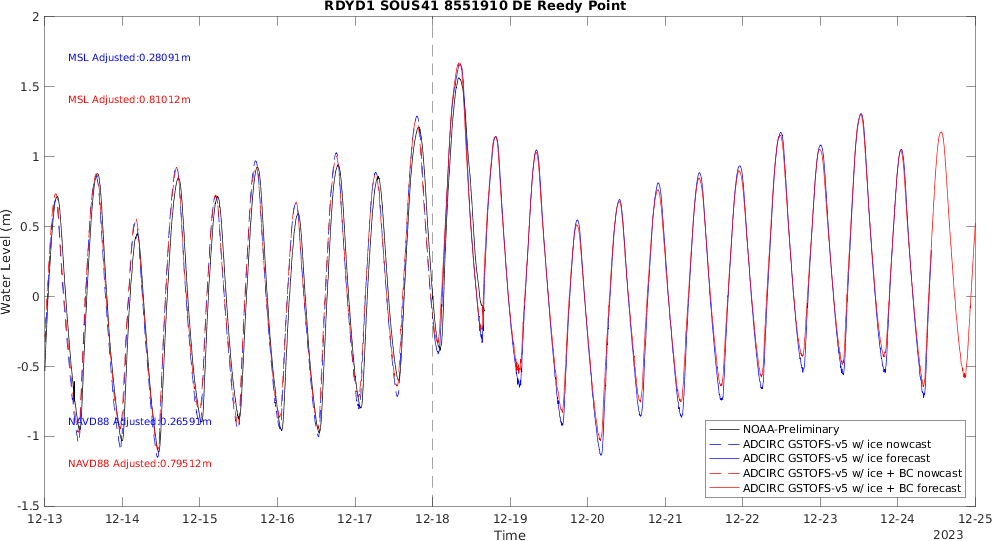 RDYD1 SOUS41 8551910 DE Reedy Point
2
1.5
1
0.5
0
-0.5
-1
-1.5
Water Level (m)
MSL Adjusted:0.28091m
MSL Adjusted:0.81012m
NAVD88 Adjusted:0.26591m
NAVD88 Adjusted:0.79512m
NOAA-Preliminary
ADCIRC GSTOFS-v5 w/ ice nowcast
ADCIRC GSTOFS-v5 w/ ice forecast
ADCIRC GSTOFS-v5 w/ ice + BC nowcast
ADCIRC GSTOFS-v5 w/ ice + BC forecast
12-13 12-14 12-15 12-16 12-17 12-18 12-19 12-20 12-21 12-22 12-23 12-24 12-25
Time
2023